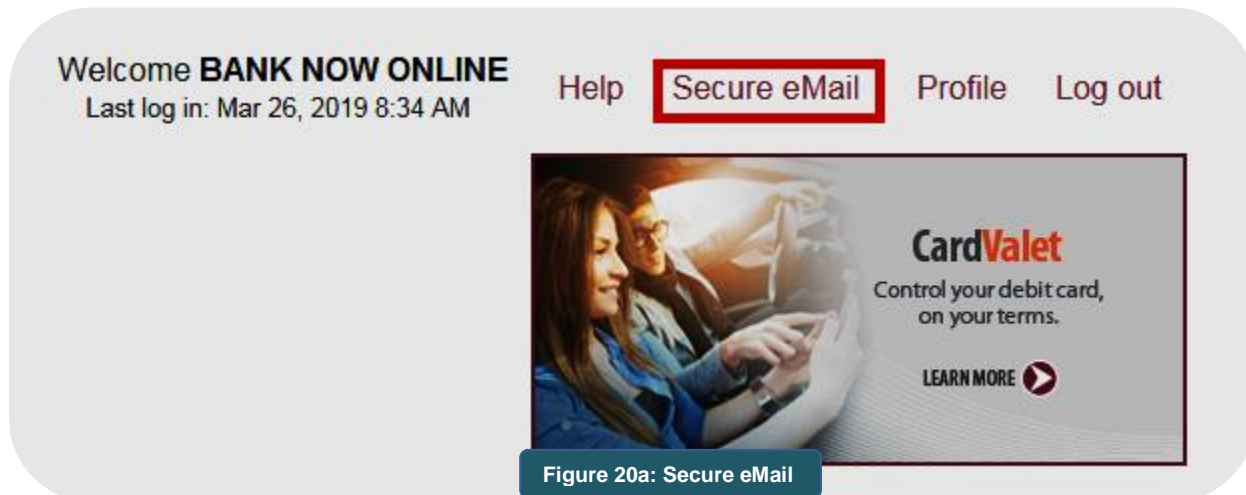 Welcome BANK NOW ONLINE
Last log in: Mar 26, 2019 8:34 AM
Help Secure eMail Profile Log out
CardValet
Control your debit card,
on your terms.
LEARN MORE
Figure 20a: Secure eMail